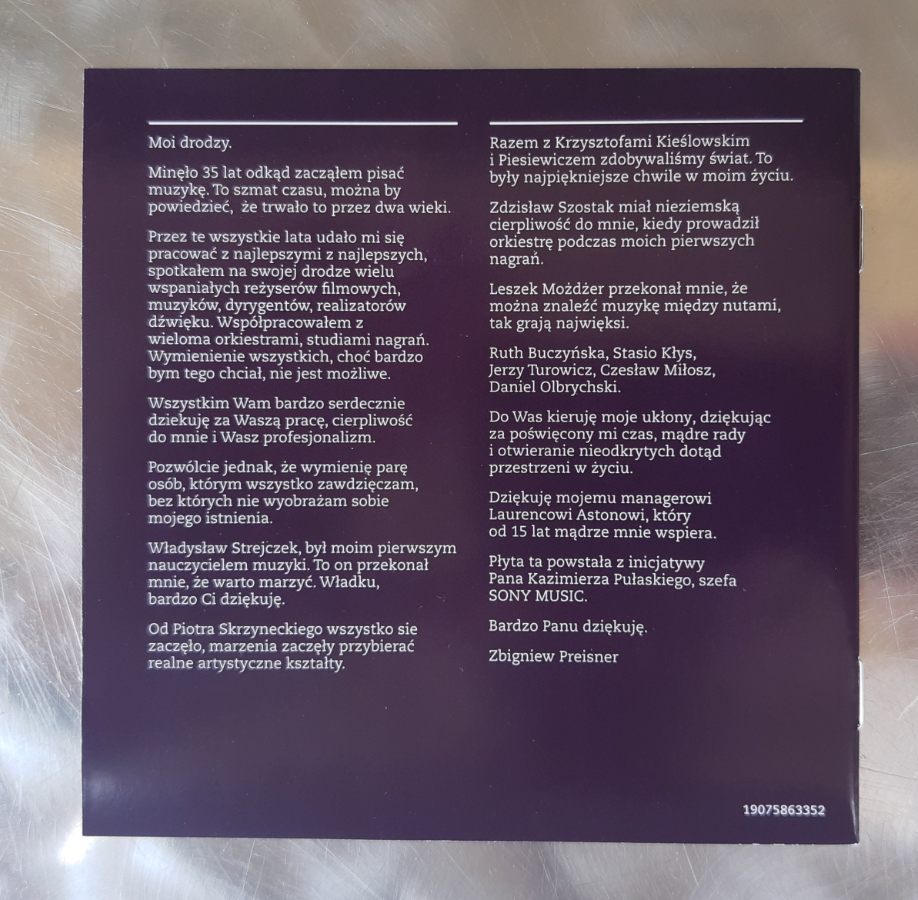 Moi drodzy.
Minęło 35 lat odkąd zacząłem pisać
muzykę. To szmat czasu, można by
powiedzieć, że trwało to przez dwa wieki.
Przez te wszystkie lata udało mi się
pracować z najlepszymi z najlepszych,
spotkałem na swojej drodze wielu
wspaniałych reżyserów filmowych,
muzyków, dyrygentów, realizatorów
dźwięku. Współpracowałem z
wieloma orkiestrami, studiami nagrań.
Wymienienie wszystkich, choć bardzo
bym tego chciał, nie jest możliwe.
Wszystkim Wam bardzo serdecznie
dziekuję za Waszą pracę, cierpliwość
do mnie i Wasz profesjonalizm.
Pozwólcie jednak, że wymienię parę
osób, którym wszystko zawdzięczam,
bez których nie wyobrażam sobie
mojego istnienia.
Władysław Strejczek, był moim pierwszym
nauczycielem muzyki. To on przekonał
mnie, że warto marzyć. Władku,
bardzo Ci dziękuję.
Od Piotra Skrzyneckiego wszystko sie
zaczęło, marzenia zaczęły przybierać
realne artystyczne kształty.
Razem z Krzysztofami Kieślowskim
i Piesiewiczem zdobywaliśmy świat. To
były najpiękniejsze chwile w moim życiu.
Zdzisław Szostak miał nieziemską
cierpliwość do mnie, kiedy prowadził
orkiestrę podczas moich pierwszych
nagrań.
Leszek Możdżer przekonał mnie, że
można znaleźć muzykę między nutami,
tak grają najwięksi.
Ruth Buczyńska, Stasio Kłys,
Jerzy Turowicz, Czesław Miłosz,
Daniel Olbrychski.
Do Was kieruję moje ukłony, dziękując
za poświęcony mi czas, mądre rady
i otwieranie nieodkrytych dotąd
przestrzeni w życiu.
Dziękuję mojemu managerowi
Laurencowi Astonowi, który
od 15 lat mądrze mnie wspiera.
Płyta ta powstała z inicjatywy
Pana Kazimierza Pułaskiego, szefa
SONY MUSIC.
Bardzo Panu dziękuję.
Zbigniew Preisner
19075863352